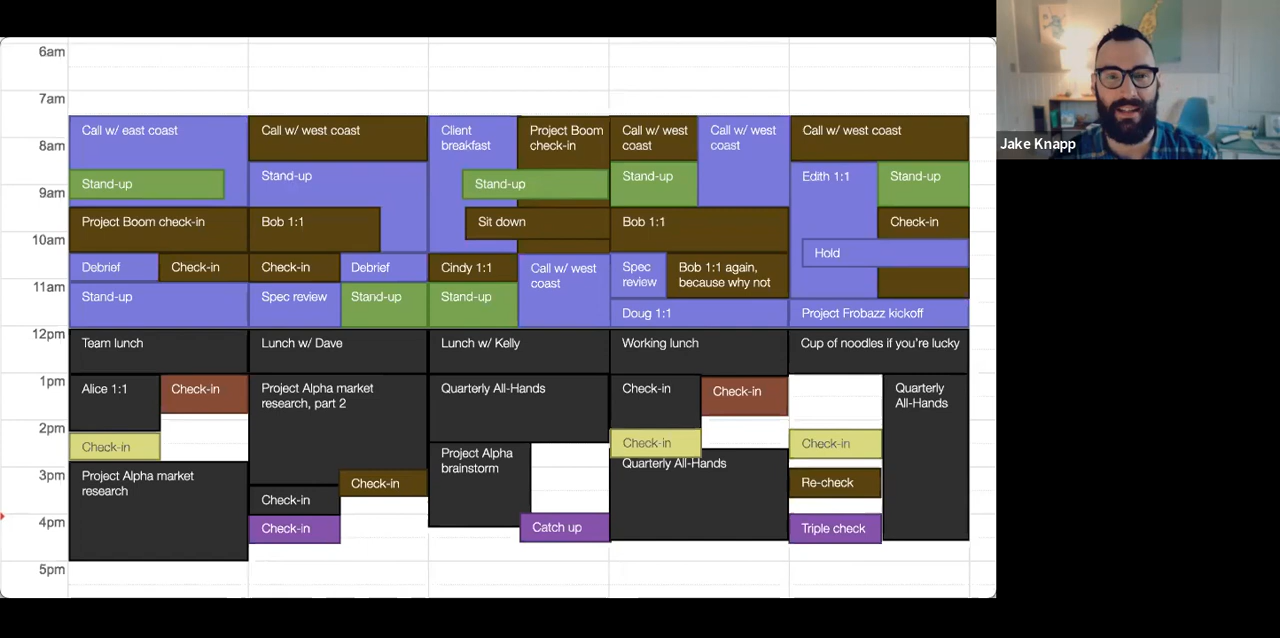 6am
7am
8am
9am
10am
11am
12pm
1pm
2pm
3pm
4pm
5pm
Call w/ east coast
Stand-up
Project Boom check-in
Debrief
Check-in
Stand-up
Team lunch
Alice 1:1
Check-in
Check-in
Project Alpha market
research
Call w/ west coast
Stand-up
Bob 1:1
Check-in
Debrief
Spec review
Stand-up
Lunch w/ Dave
Project Alpha market
research, part 2
Check-in
Check-in
Check-in
Client
breakfast
Project Boom
check-in
Stand-up
Sit down
Cindy 1:1
Call w/ west
coast
Stand-up
Lunch w/ Kelly
Quarterly All-Hands
Project Alpha
brainstorm
Catch up
Call w/ west
coast
Call w/ west
coast
Stand-up
Bob 1:1
Spec
review
Bob 1:1 again,
because why not
Doug 1:1
Working lunch
Check-in
Check-in
Check-in
Quarterly All-Hands
Call w/ west coast
Edith 1:1
Stand-up
Check-in
Hold
Project Frobazz kickoff
Cup of noodles if you're lucky
Quarterly
All-Hands
Check-in
Re-check
Triple check
Jake Knapp